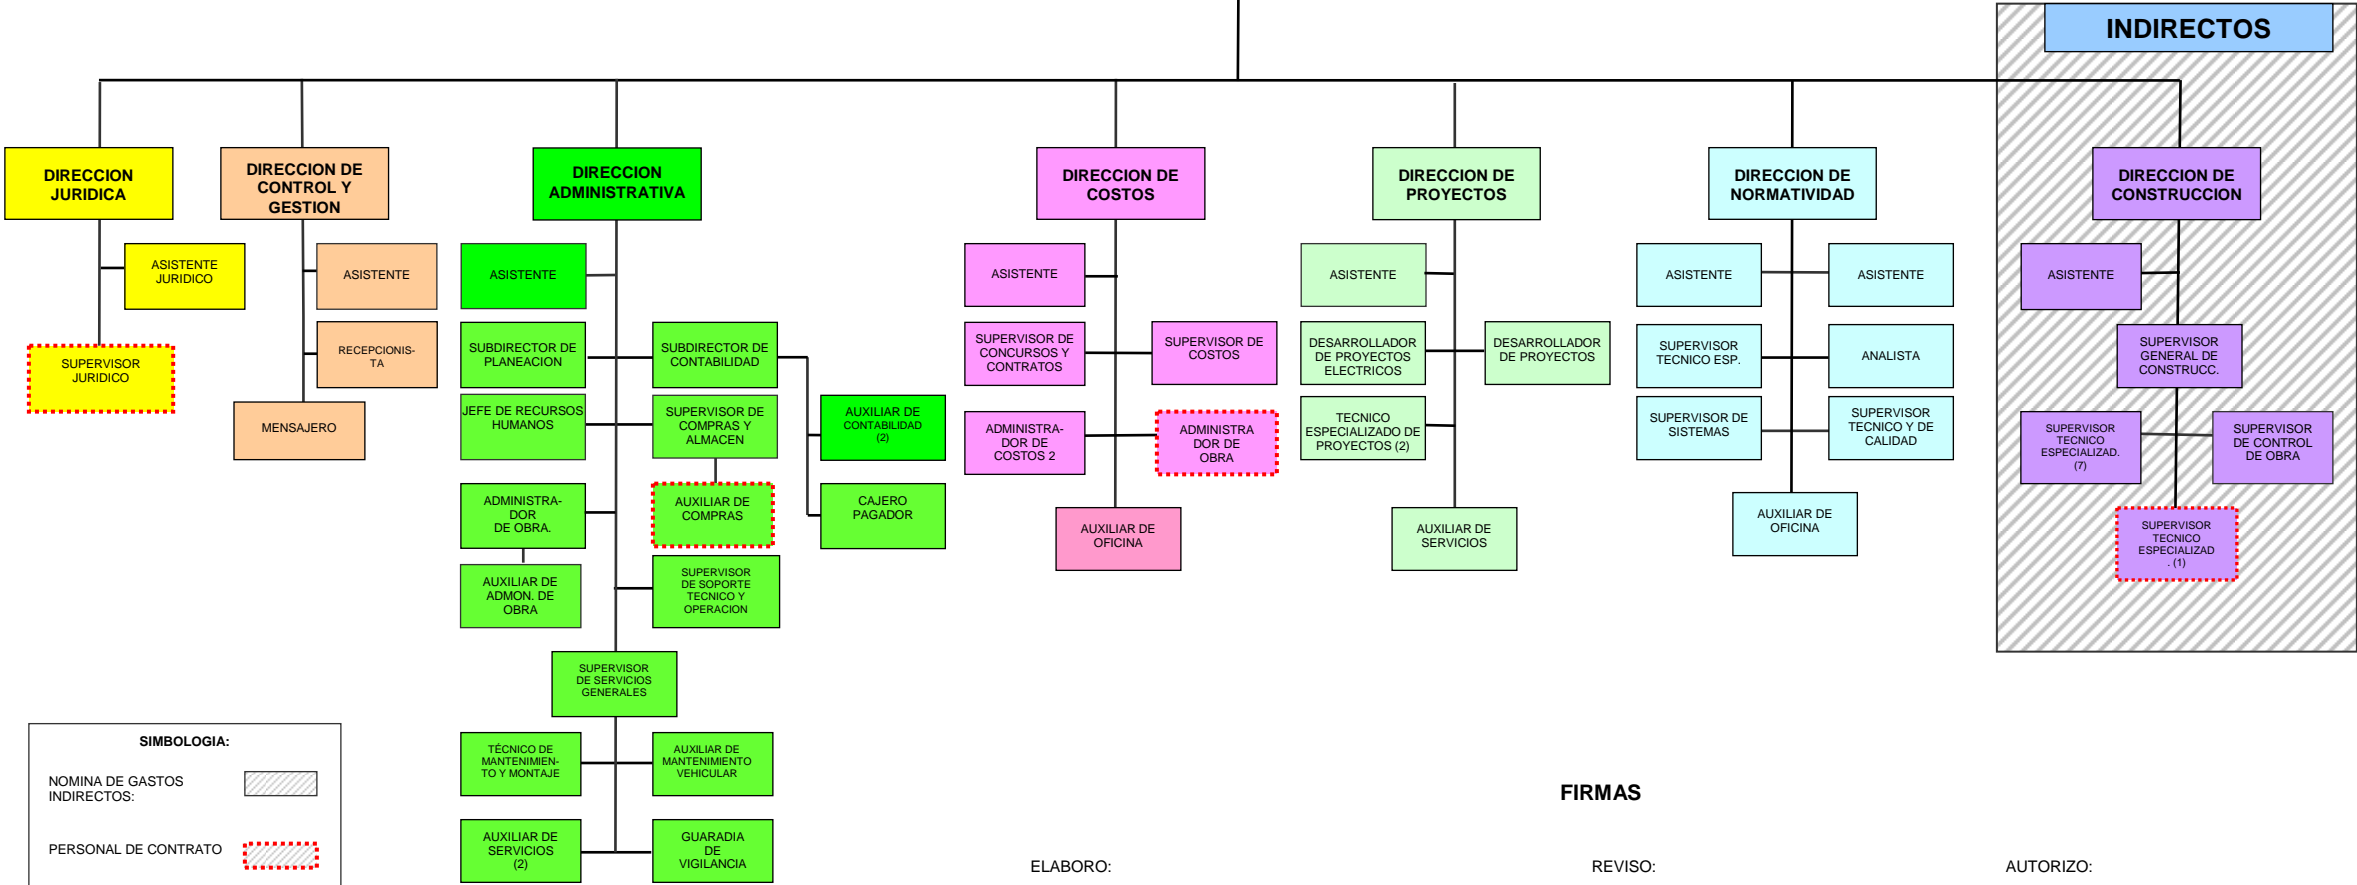 INDIRECTOS
DIRECCION
JURIDICA
DIRECCION DE
CONTROL Y
GESTION
DIRECCION
ADMINISTRATIVA
DIRECCION DE
COSTOS
DIRECCION DE
PROYECTOS
DIRECCION DE
NORMATIVIDAD
DIRECCION DE
CONSTRUCCION
ASISTENTE
JURIDICO
SUPERVISOR
JURIDICO
ASISTENTE
RECEPCIONIS-
TA
MENSAJERO
ASISTENTE
SUBDIRECTOR DE
PLANEACION
SUBDIRECTOR DE
CONTABILIDAD
JEFE DE RECURSOS
HUMANOS
SUPERVISOR DE
COMPRAS Y
ALMACEN
AUXILIAR DE
CONTABILIDAD
(2)
ADMINISTRA-
DOR
DE OBRA.
AUXILIAR DE
COMPRAS
CAJERO
PAGADOR
AUXILIAR DE
ADMON. DE
OBRA
SUPERVISOR
DE SOPORTE
TECNICO Y
OPERACION
SUPERVISOR
DE SERVICIOS
GENERALES
TÉCNICO DE
MANTENIMIEN-
TO Y MONTAJE
AUXILIAR DE
MANTENIMIENTO
VEHICULAR
AUXILIAR DE
SERVICIOS
(2)
GUARADIA
DE
VIGILANCIA
ASISTENTE
SUPERVISOR DE
CONCURSOS Y
CONTRATOS
SUPERVISOR DE
COSTOS
ADMINISTRA-
DOR DE
COSTOS 2
ADMINISTRA
DOR DE
OBRA
AUXILIAR DE
OFICINA
ASISTENTE
DESARROLLADOR
DE PROYECTOS
ELECTRICOS
DESARROLLADOR
DE PROYECTOS
TECNICO
ESPECIALIZADO DE
PROYECTOS (2)
AUXILIAR DE
SERVICIOS
ASISTENTE
ASISTENTE
SUPERVISOR
TECNICO ESP.
ANALISTA
SUPERVISOR DE
SISTEMAS
SUPERVISOR
TECNICO Y DE
CALIDAD
AUXILIAR DE
OFICINA
ASISTENTE
SUPERVISOR
GENERAL DE
CONSTRUCC.
SUPERVISOR
TECNICO
ESPECIALIZAD.
(7)
SUPERVISOR
DE CONTROL
DE OBRA
SUPERVISOR
TECNICO
ESPECIALIZAD
. (1)
SIMBOLOGIA:
NOMINA DE GASTOS
INDIRECTOS:
PERSONAL DE CONTRATO
FIRMAS
ELABORO:
REVISO:
AUTORIZO: